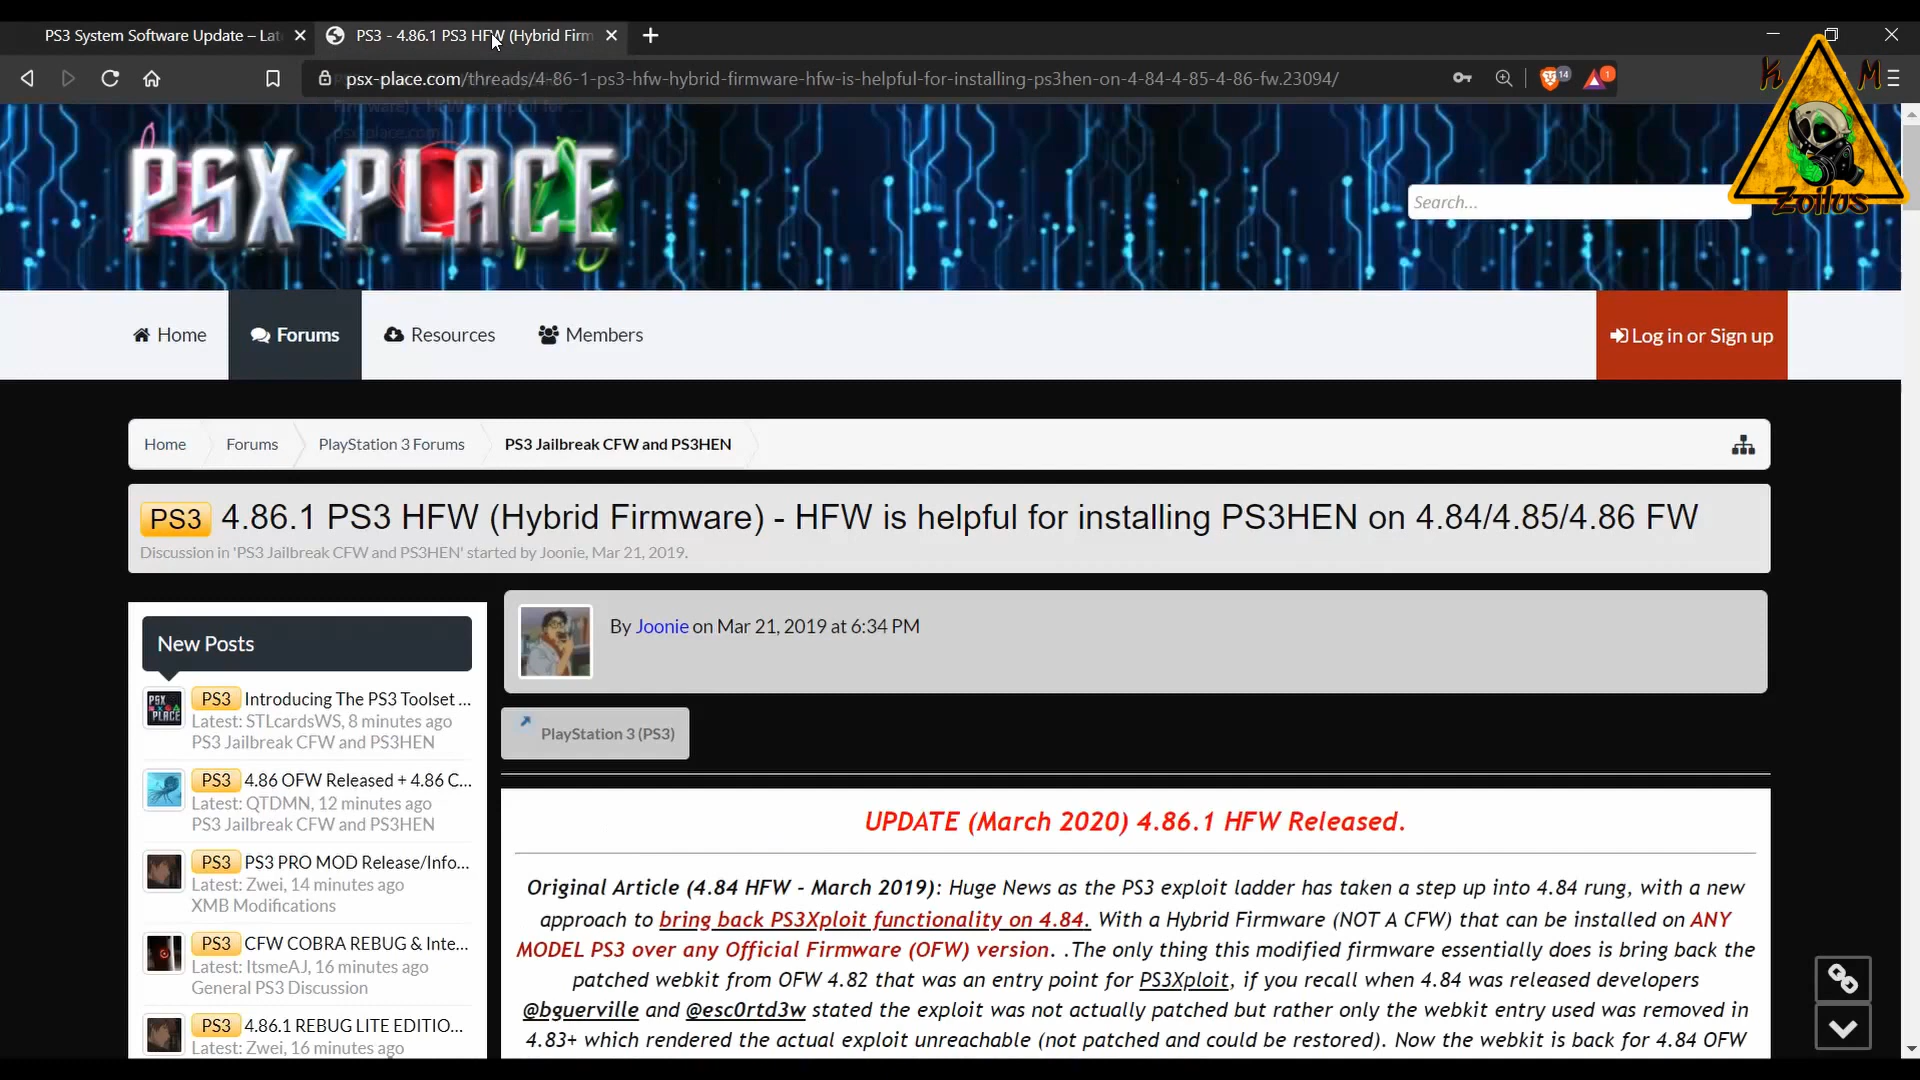 PS3 System Software Update – Lat
PS3 - 4.86.1 PS3 HFW (Hybrid Firm
psx-place.com/threads/4-86-1-ps3-hfw-hybrid-firmware-hfw-is-helpful-for-installing-ps3hen-on-4-84-4-85-4-86-fw.23094/
14
1
Firmware) - HFW is helpful for
psx-place.com
K M
Zoilus
PSX PLACE
Search...
Home
Forums
Resources
Members
Log in or Sign up
Home
Forums
PlayStation 3 Forums
PS3 Jailbreak CFW and PS3HEN
PS3 4.86.1 PS3 HFW (Hybrid Firmware) - HFW is helpful for installing PS3HEN on 4.84/4.85/4.86 FW
Discussion in 'PS3 Jailbreak CFW and PS3HEN' started by Joonie, Mar 21, 2019.
New Posts
PSX PLACE
PS3 Introducing The PS3 Toolset ...
Latest: STLcardsWS, 8 minutes ago
PS3 Jailbreak CFW and PS3HEN
PS3 4.86 OFW Released + 4.86 C...
Latest: QTDMN, 12 minutes ago
PS3 Jailbreak CFW and PS3HEN
PS3 PS3 PRO MOD Release/Info...
Latest: Zwei, 14 minutes ago
XMB Modifications
PS3 CFW COBRA REBUG & Inte...
Latest: ItsmeAJ, 16 minutes ago
General PS3 Discussion
PS3 4.86.1 REBUG LITE EDITIO...
Latest: Zwei, 16 minutes ago
By Joonie on Mar 21, 2019 at 6:34 PM
PlayStation 3 (PS3)
UPDATE (March 2020) 4.86.1 HFW Released.
Original Article (4.84 HFW - March 2019): Huge News as the PS3 exploit ladder has taken a step up into 4.84 rung, with a new
approach to bring back PS3Xploit functionality on 4.84. With a Hybrid Firmware (NOT A CFW) that can be installed on ANY
MODEL PS3 over any Official Firmware (OFW) version. .The only thing this modified firmware essentially does is bring back the
patched webkit from OFW 4.82 that was an entry point for PS3Xploit, if you recall when 4.84 was released developers
@bguerville and @esc0rtd3w stated the exploit was not actually patched but rather only the webkit entry used was removed in
4.83+ which rendered the actual exploit unreachable (not patched and could be restored). Now the webkit is back for 4.84 OFW